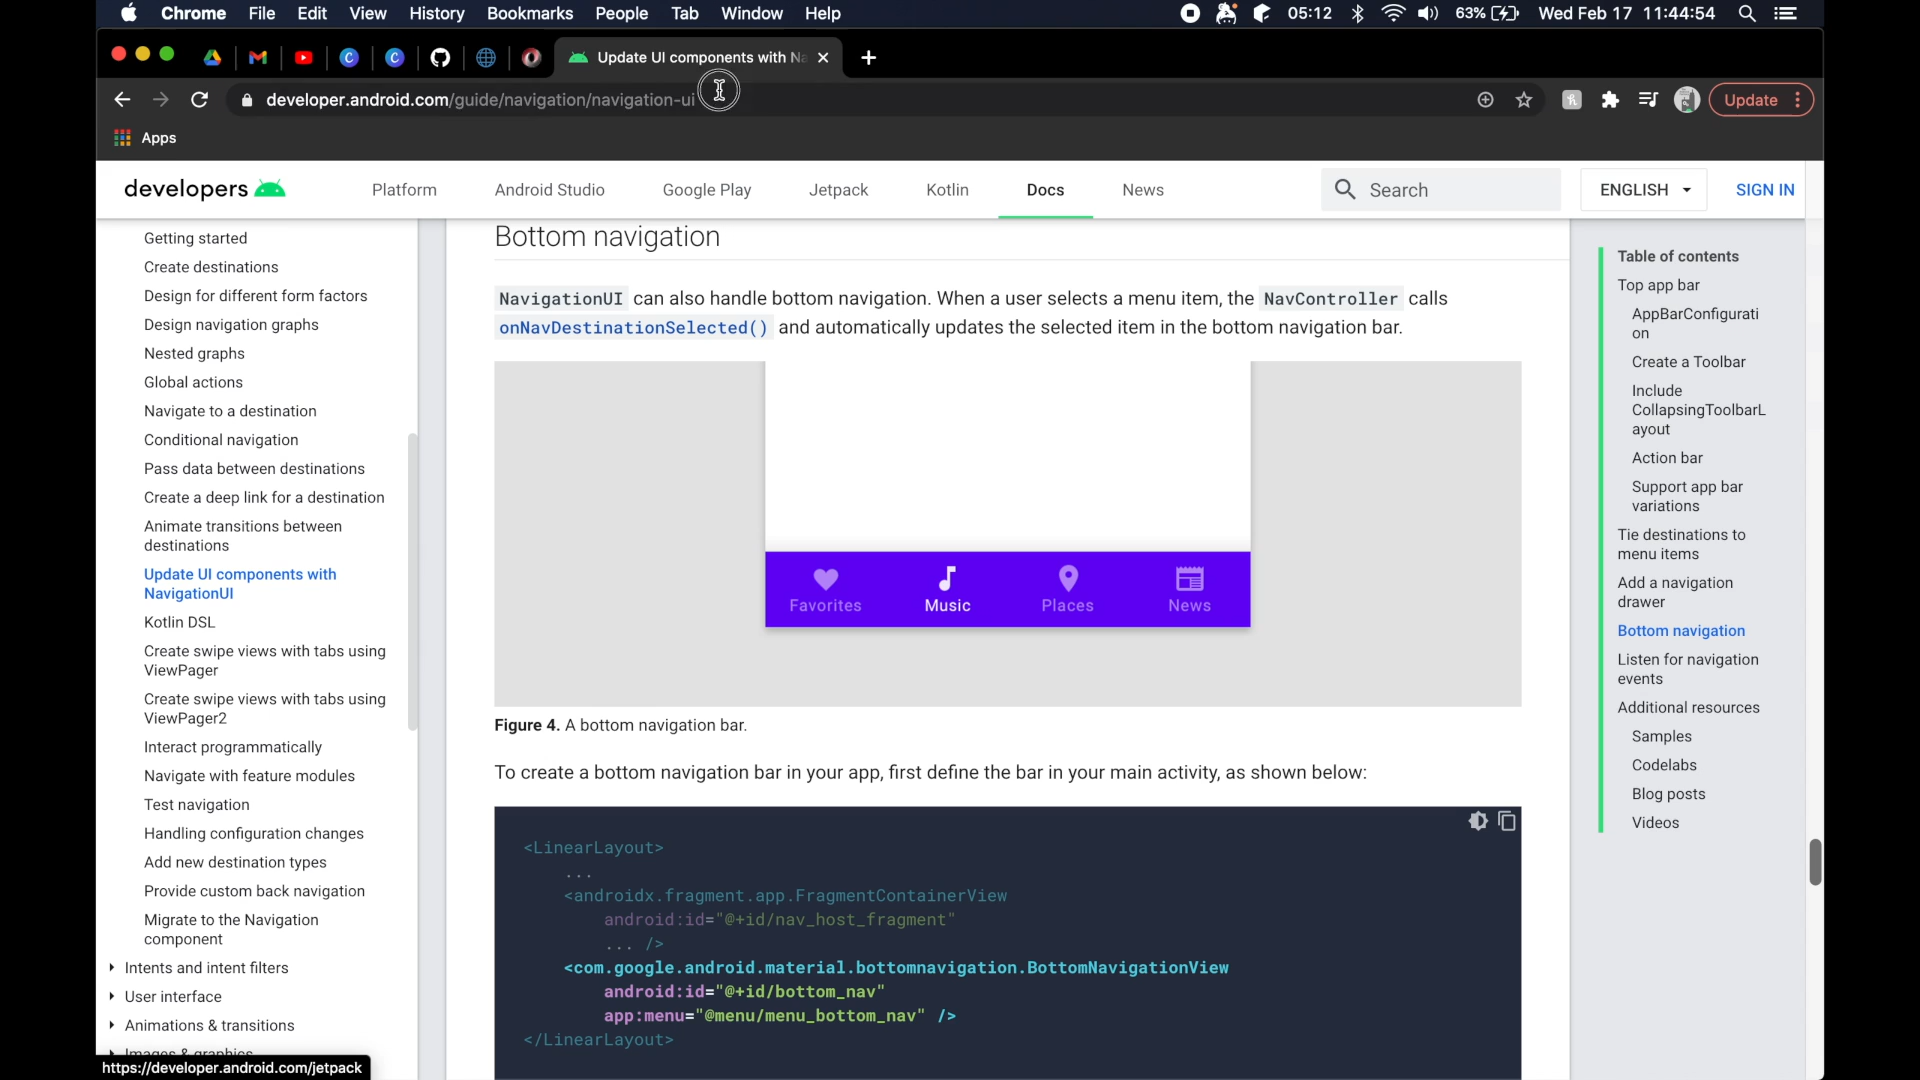 Chrome File Edit View History Bookmarks People Tab Window Help 05:12 63% Wed Feb 17 11:44:54
Update UI components with Na
developer.android.com/guide/navigation/navigation-ui
Update
Apps
developers Platform Android Studio Google Play Jetpack Kotlin Docs News Search ENGLISH SIGN IN
Getting started
Create destinations
Design for different form factors
Design navigation graphs
Nested graphs
Global actions
Navigate to a destination
Conditional navigation
Pass data between destinations
Create a deep link for a destination
Animate transitions between
destinations
Update UI components with
NavigationUI
Kotlin DSL
Create swipe views with tabs using
ViewPager
Create swipe views with tabs using
ViewPager2
Interact programmatically
Navigate with feature modules
Test navigation
Handling configuration changes
Add new destination types
Provide custom back navigation
Migrate to the Navigation
component
Intents and intent filters
User interface
Animations & transitions
Images & graphics
https://developer.android.com/jetpack
Bottom navigation
NavigationUI can also handle bottom navigation. When a user selects a menu item, the NavController calls
onNavDestinationSelected() and automatically updates the selected item in the bottom navigation bar.
Favorites Music Places News
Figure 4. A bottom navigation bar.
To create a bottom navigation bar in your app, first define the bar in your main activity, as shown below:
<LinearLayout>
...
<androidx.fragment.app.FragmentContainerView
android:id="@+id/nav_host_fragment"
... />
<com.google.android.material.bottomnavigation.BottomNavigationView
android:id="@+id/bottom_nav"
app:menu="@menu/menu_bottom_nav" />
</LinearLayout>
Table of contents
Top app bar
AppBarConfigurati
on
Create a Toolbar
Include
CollapsingToolbarL
ayout
Action bar
Support app bar
variations
Tie destinations to
menu items
Add a navigation
drawer
Bottom navigation
Listen for navigation
events
Additional resources
Samples
Codelabs
Blog posts
Videos